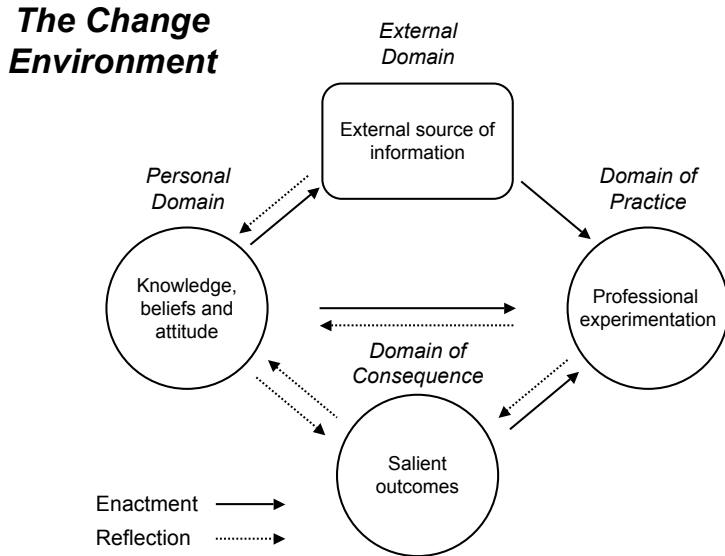 The Change
Environment
External
Domain
External source of
information
Personal
Domain
Domain of
Practice
Knowledge,
beliefs and
attitude
Professional
experimentation
Domain of
Consequence
Salient
outcomes
Enactment
Reflection